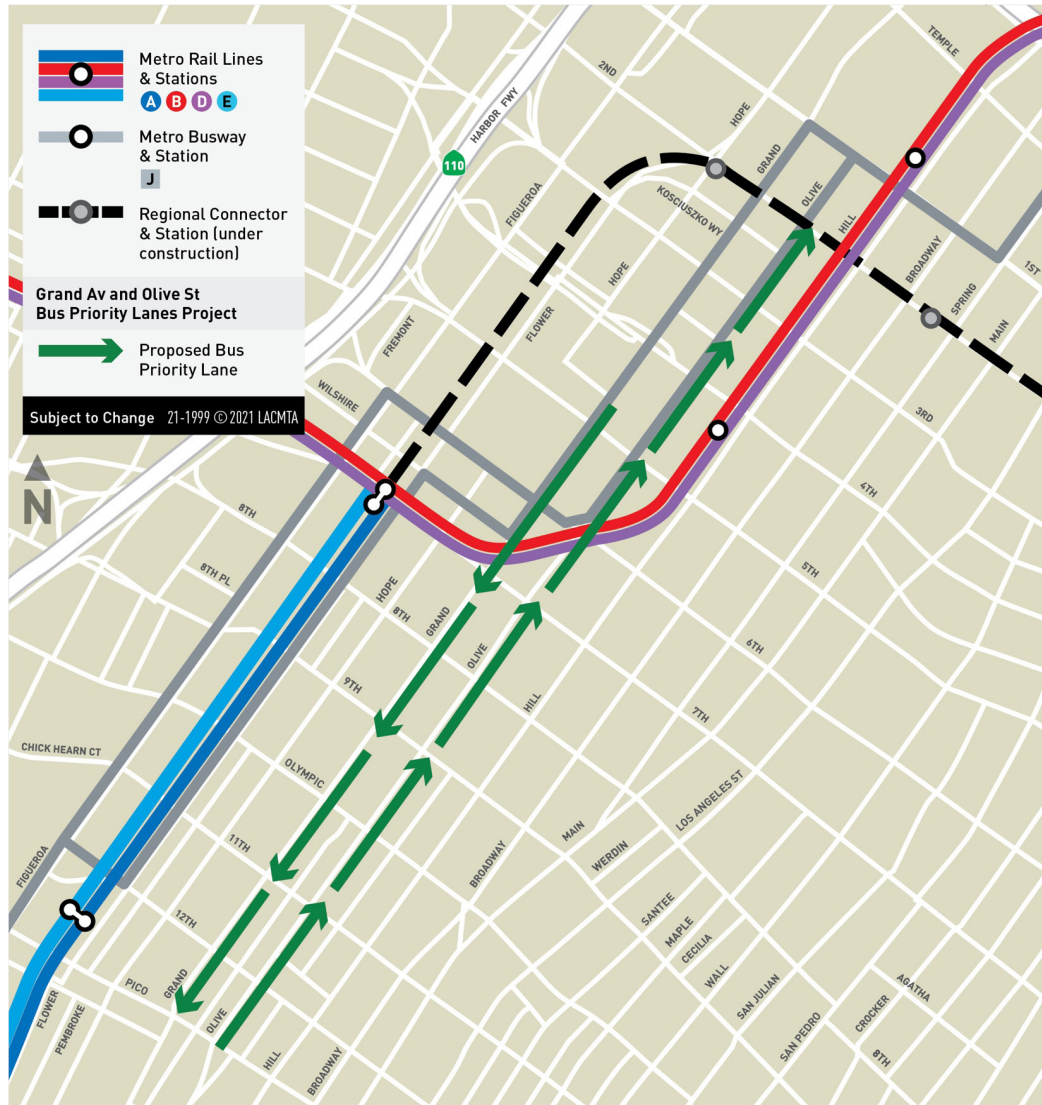 Metro Rail Lines
& Stations
A B D E
Metro Busway
& Station
J
Regional Connector
& Station (under
construction)
Grand Av and Olive St
Bus Priority Lanes Project
Proposed Bus
Priority Lane
Subject to Change 21-1999 © 2021 LACMTA
N
110
HARBOR FWY
TEMPLE
2ND
HOPE
GRAND
FIGUEROA
KOSCIUSZKO WY
OLIVE
HILL
BROADWAY
1ST
SPRING
MAIN
HOPE
FLOWER
FREMONT
WILSHIRE
3RD
4TH
5TH
6TH
7TH
8TH
8TH PL
HOPE
8TH
GRAND
OLIVE
HILL
9TH
CHICK HEARN CT
OLYMPIC
11TH
12TH
FIGUEROA
PICO
GRAND
OLIVE
FLOWER
PEMBROKE
HILL
BROADWAY
BROADWAY
MAIN
WERDIN
LOS ANGELES ST
SANTEE
MAPLE
CECILIA
WALL
SAN JULIAN
SAN PEDRO
CROCKER
AGATHA
8TH